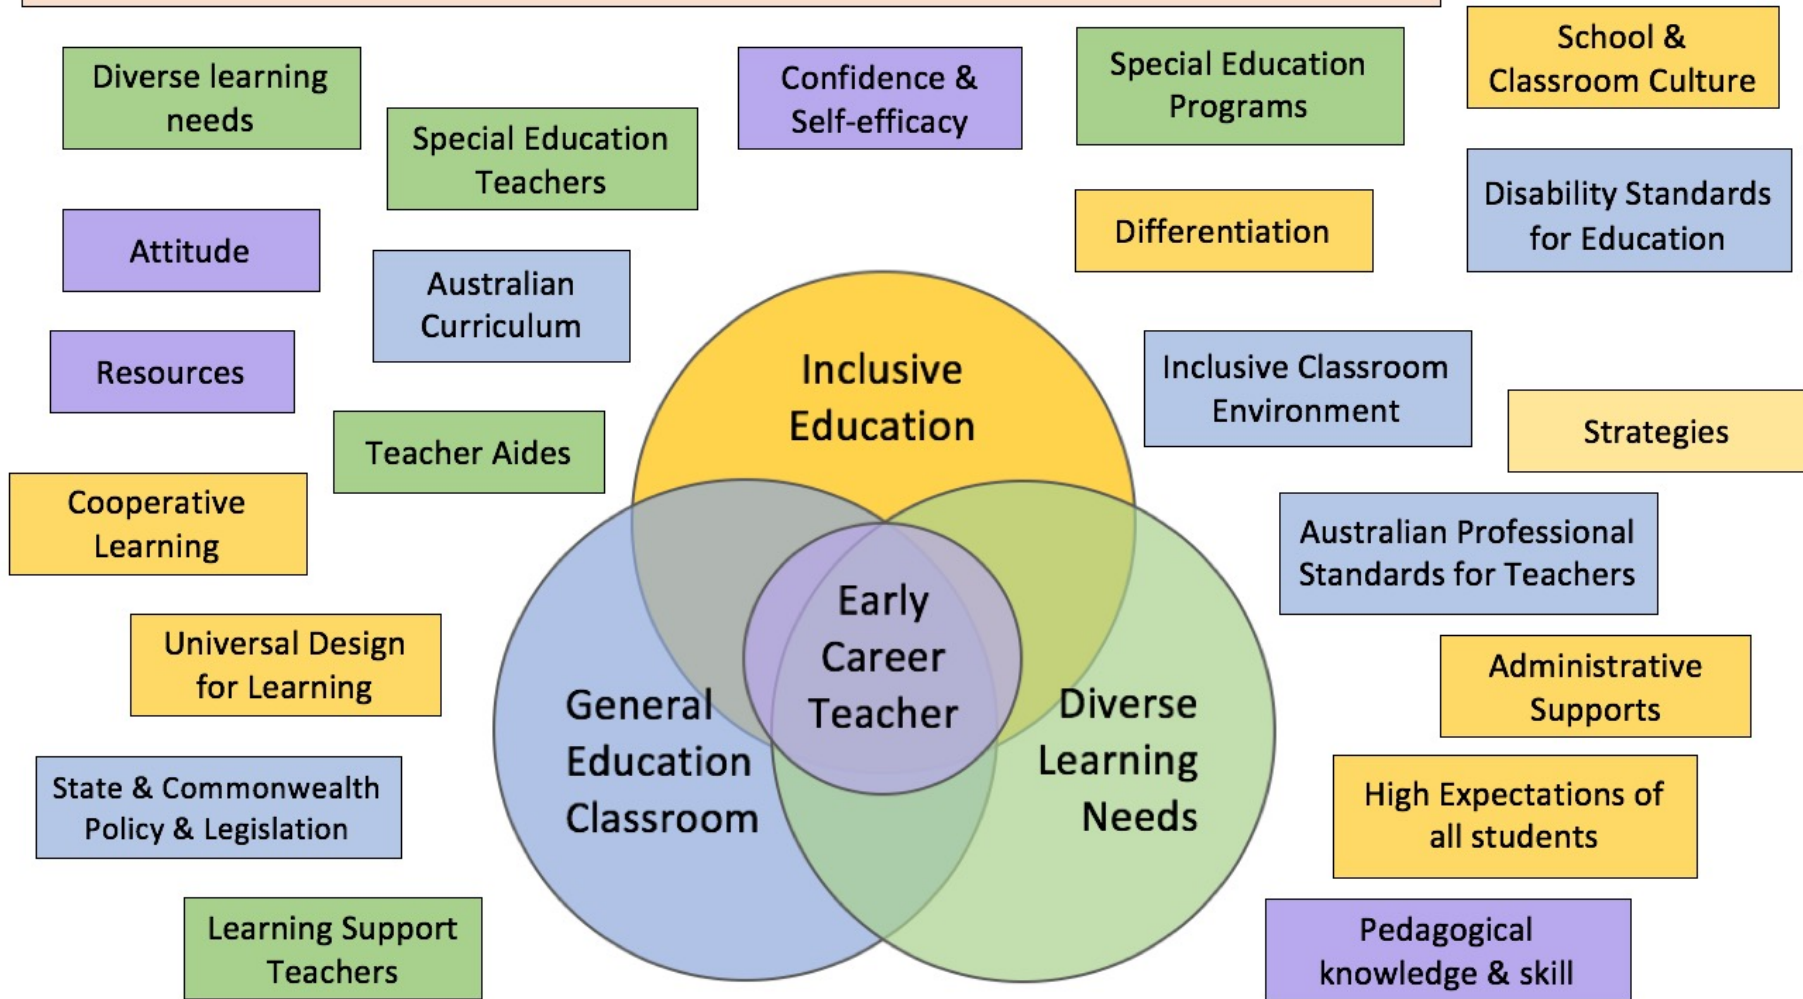 Diverse learning
needs
Special Education
Teachers
Confidence &
Self-efficacy
Special Education
Programs
School &
Classroom Culture
Attitude
Australian
Curriculum
Differentiation
Disability Standards
for Education
Resources
Teacher Aides
Inclusive
Education
Inclusive Classroom
Environment
Strategies
Cooperative
Learning
Australian Professional
Standards for Teachers
Universal Design
for Learning
Early
Career
Teacher
General
Education
Classroom
Diverse
Learning
Needs
Administrative
Supports
State & Commonwealth
Policy & Legislation
High Expectations of
all students
Learning Support
Teachers
Pedagogical
knowledge & skill